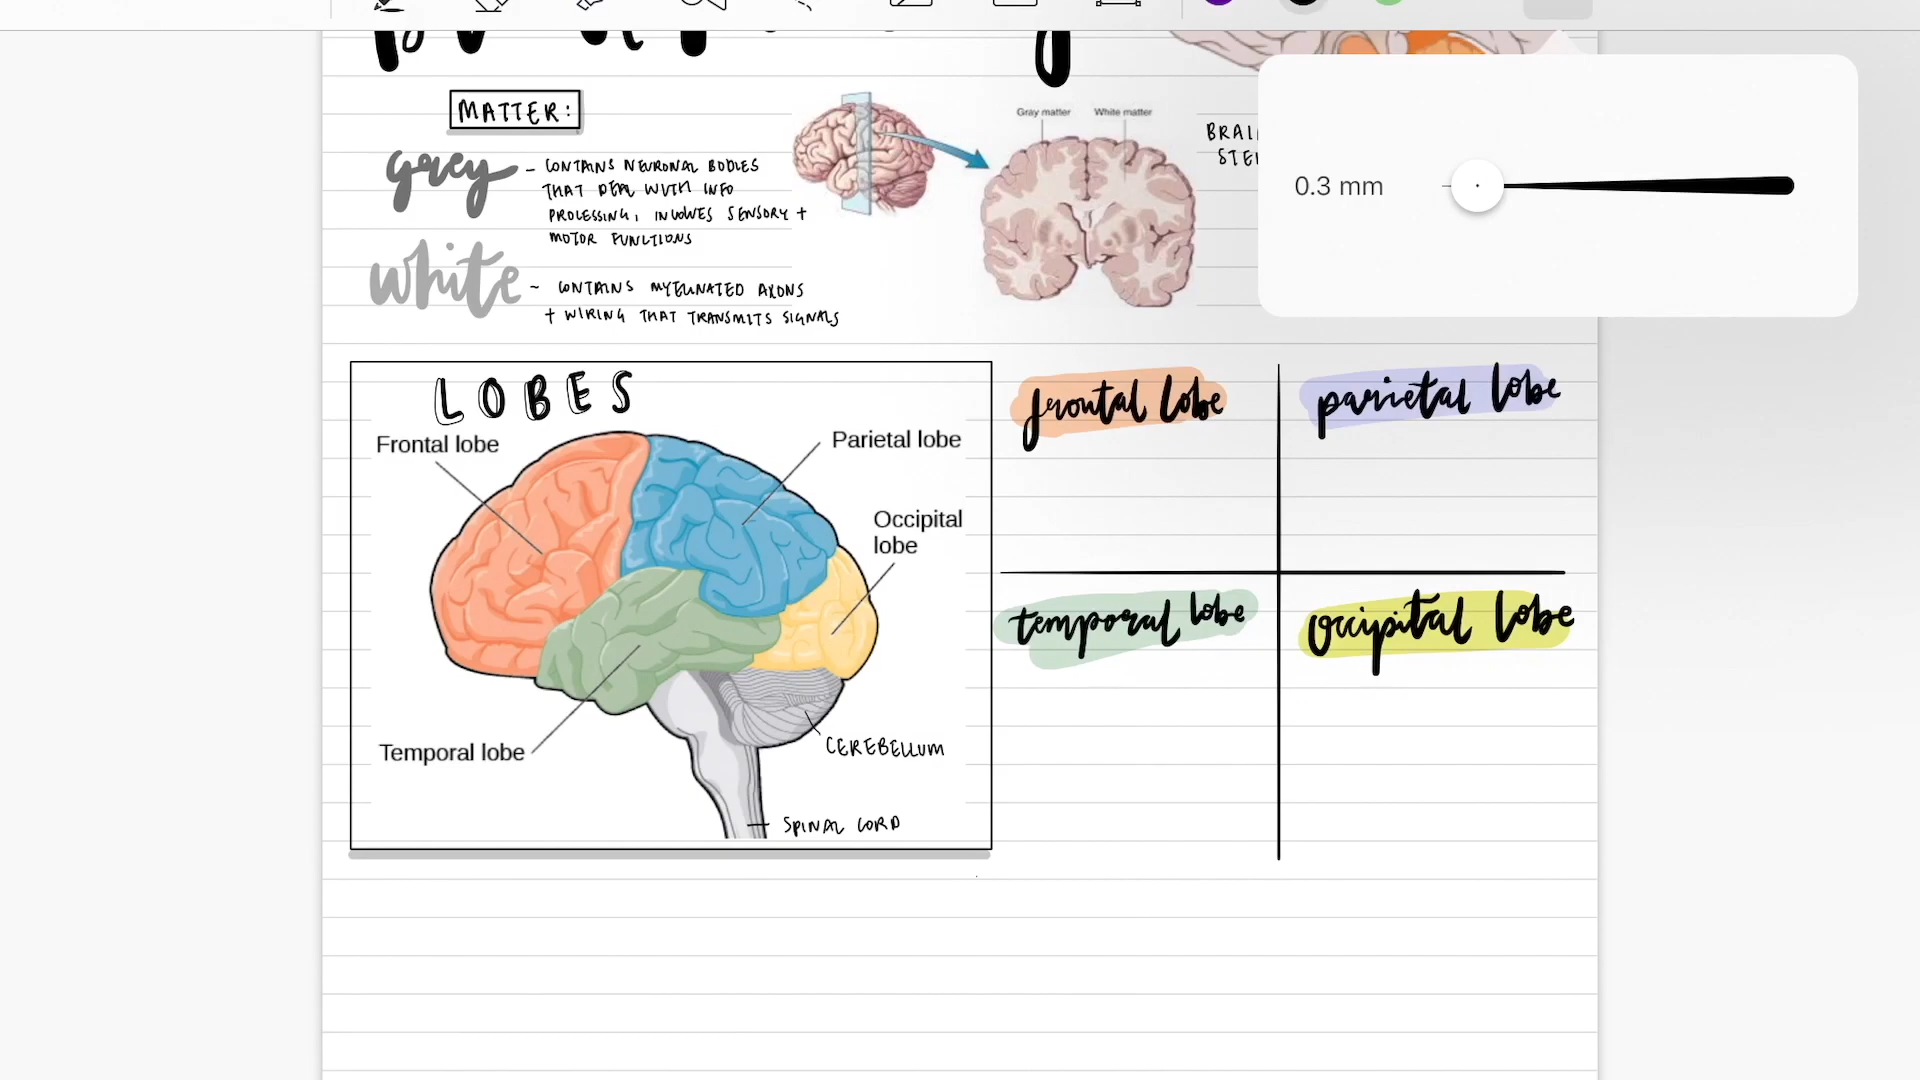 MATTER:
grey - CONTAINS NEURONAL BODIES
THAT DEAL WITH INFO
PROCESSING, INVOLVES SENSORY +
MOTOR FUNCTIONS
white - CONTAINS MYELINATED AXONS
+ WIRING THAT TRANSMITS SIGNALS
Gray matter White matter
0.3 mm
LOBES
Frontal lobe
Parietal lobe
Occipital
lobe
Temporal lobe
CEREBELLUM
SPINAL CORD
frontal lobe
parietal lobe
temporal lobe
occipital lobe